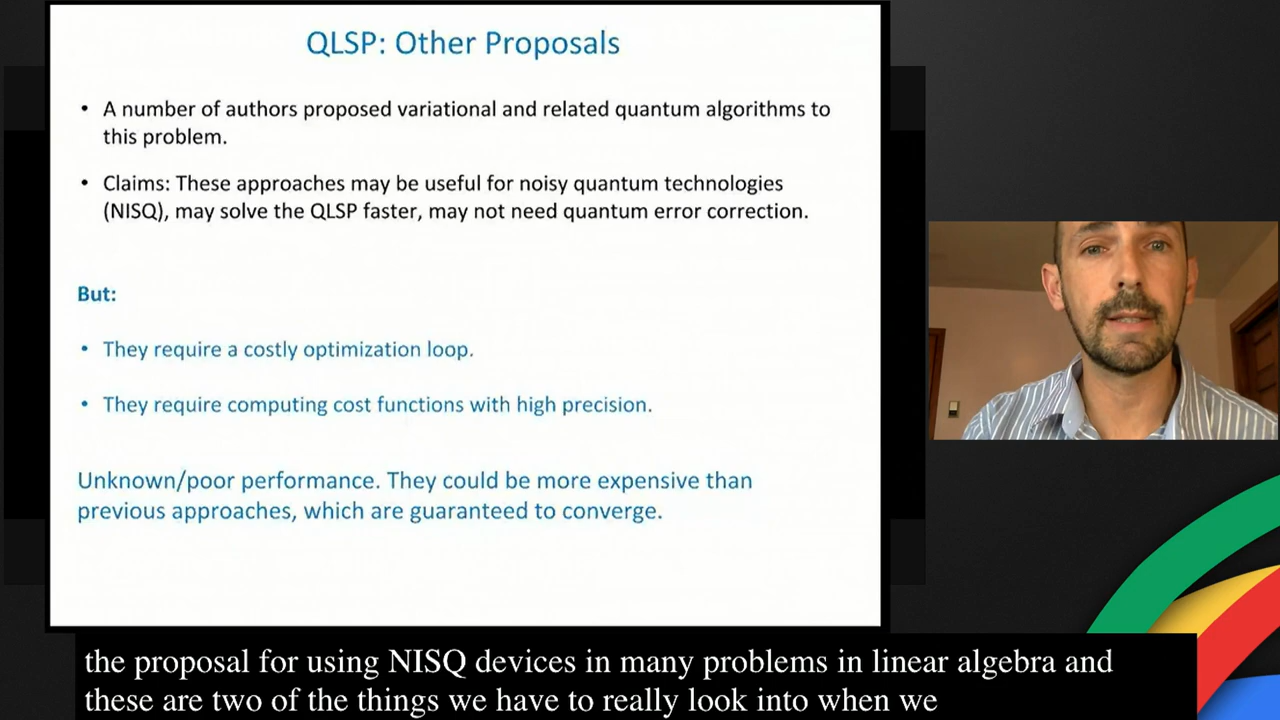 QLSP: Other Proposals
• A number of authors proposed variational and related quantum algorithms to
this problem.
• Claims: These approaches may be useful for noisy quantum technologies
(NISQ), may solve the QLSP faster, may not need quantum error correction.
But:
• They require a costly optimization loop.
• They require computing cost functions with high precision.
Unknown/poor performance. They could be more expensive than
previous approaches, which are guaranteed to converge.
the proposal for using NISQ devices in many problems in linear algebra and
these are two of the things we have to really look into when we